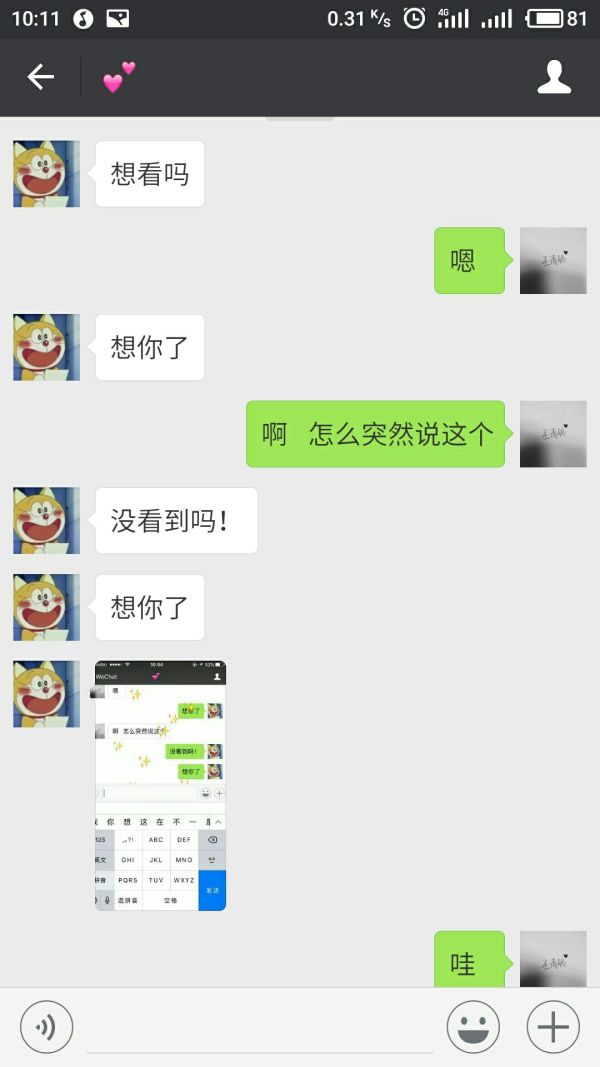 10:11
0.31 K/s
4G
81
想看吗
嗯
想你了
啊 怎么突然说这个
没看到吗！
想你了
10:04
52%
WeChat
嗯
想你了
啊 怎么突然说这个
没看到吗！
想你了
你 想 这 在 不 一
123
,。?!
ABC
DEF
英文
GHI
JKL
MNO
拼音
PQRS
TUV
WXYZ
发送
选拼音
空格
哇